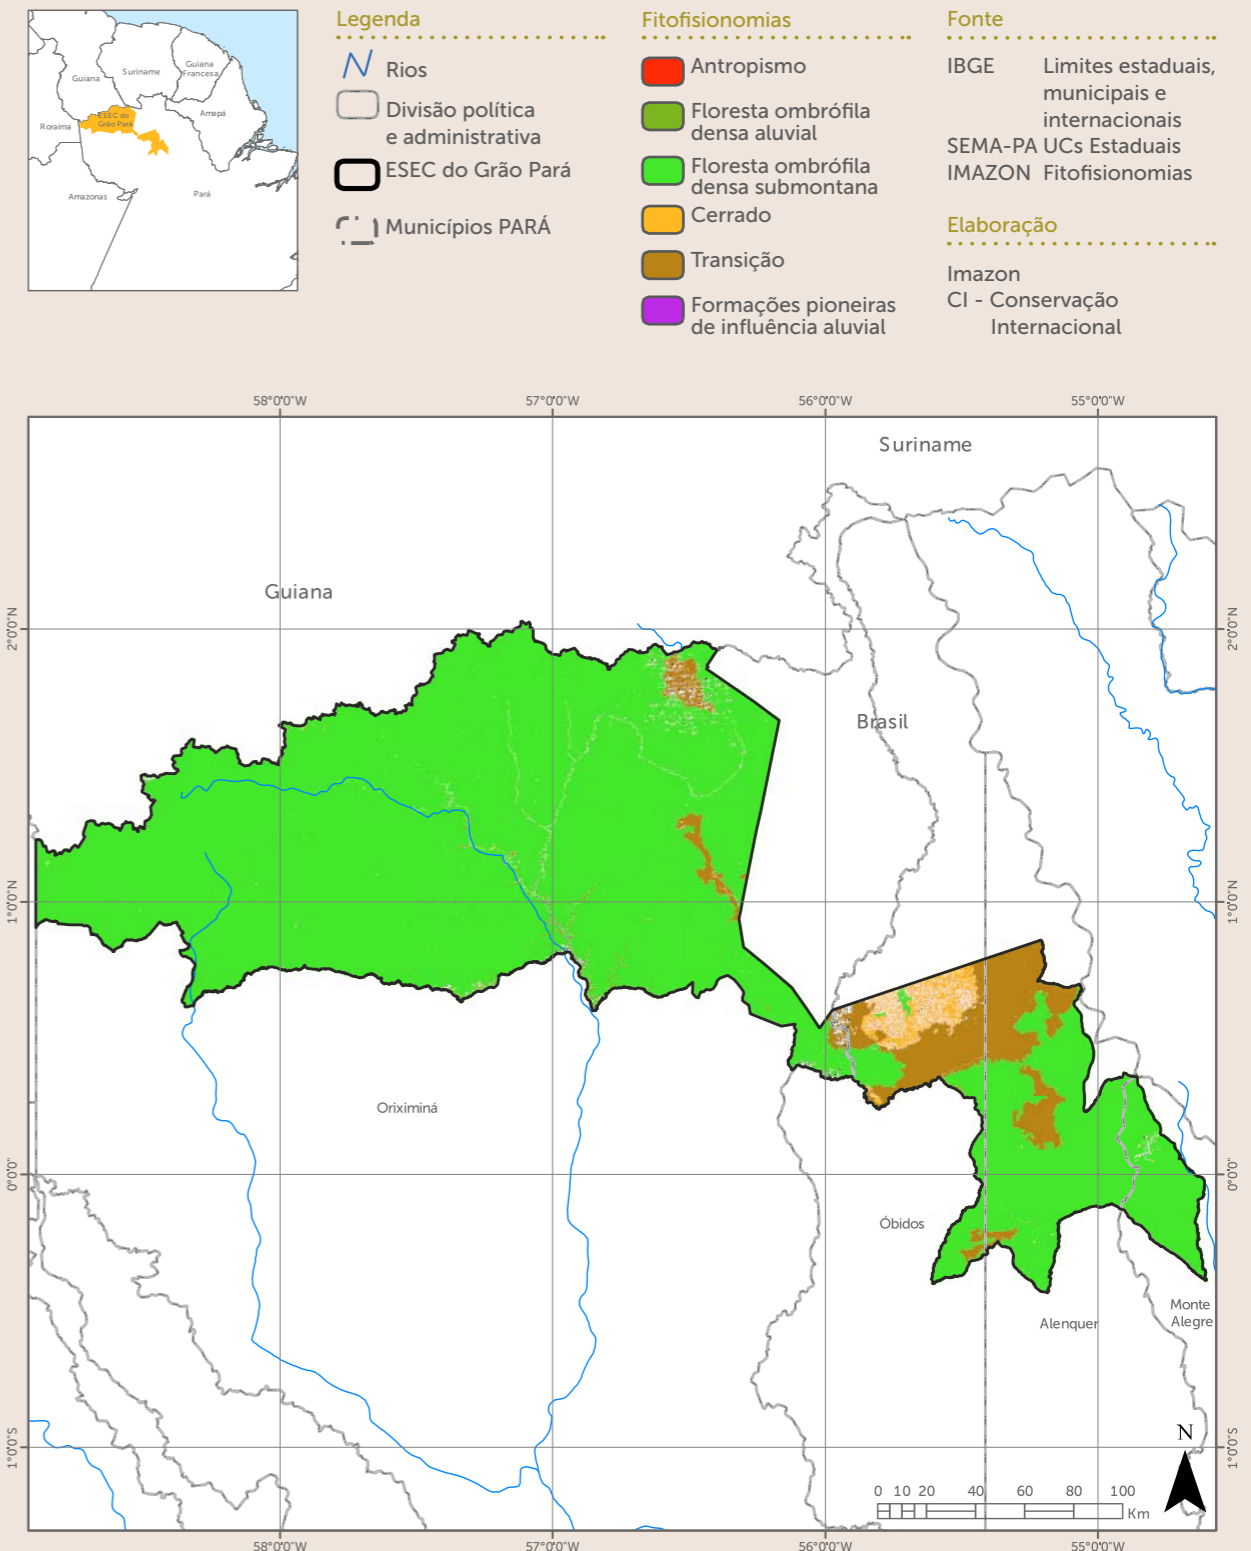 Guiana
Suriname
Guiana
Francesa
ESEC do
Grão Pará
Amapá
Roraima
Amazonas
Pará
Legenda
Rios
Divisão política
e administrativa
ESEC do Grão Pará
Municípios PARÁ
Fitofisionomias
Antropismo
Floresta ombrófila
densa aluvial
Floresta ombrófila
densa submontana
Cerrado
Transição
Formações pioneiras
de influência aluvial
Fonte
IBGE Limites estaduais,
municipais e
internacionais
SEMA-PA UCs Estaduais
IMAZON Fitofisionomias
Elaboração
Imazon
CI - Conservação
Internacional
58°0'0"W 57°0'0"W 56°0'0"W 55°0'0"W
Suriname
Guiana
2°0'0"N 2°0'0"N
Brasil
1°0'0"N 1°0'0"N
Oriximiná
0°0'0" 0°0'0"
Óbidos
Monte
Alegre
Alenquer
1°0'0"S 1°0'0"S
N
0 10 20 40 60 80 100
Km
58°0'0"W 57°0'0"W 56°0'0"W 55°0'0"W